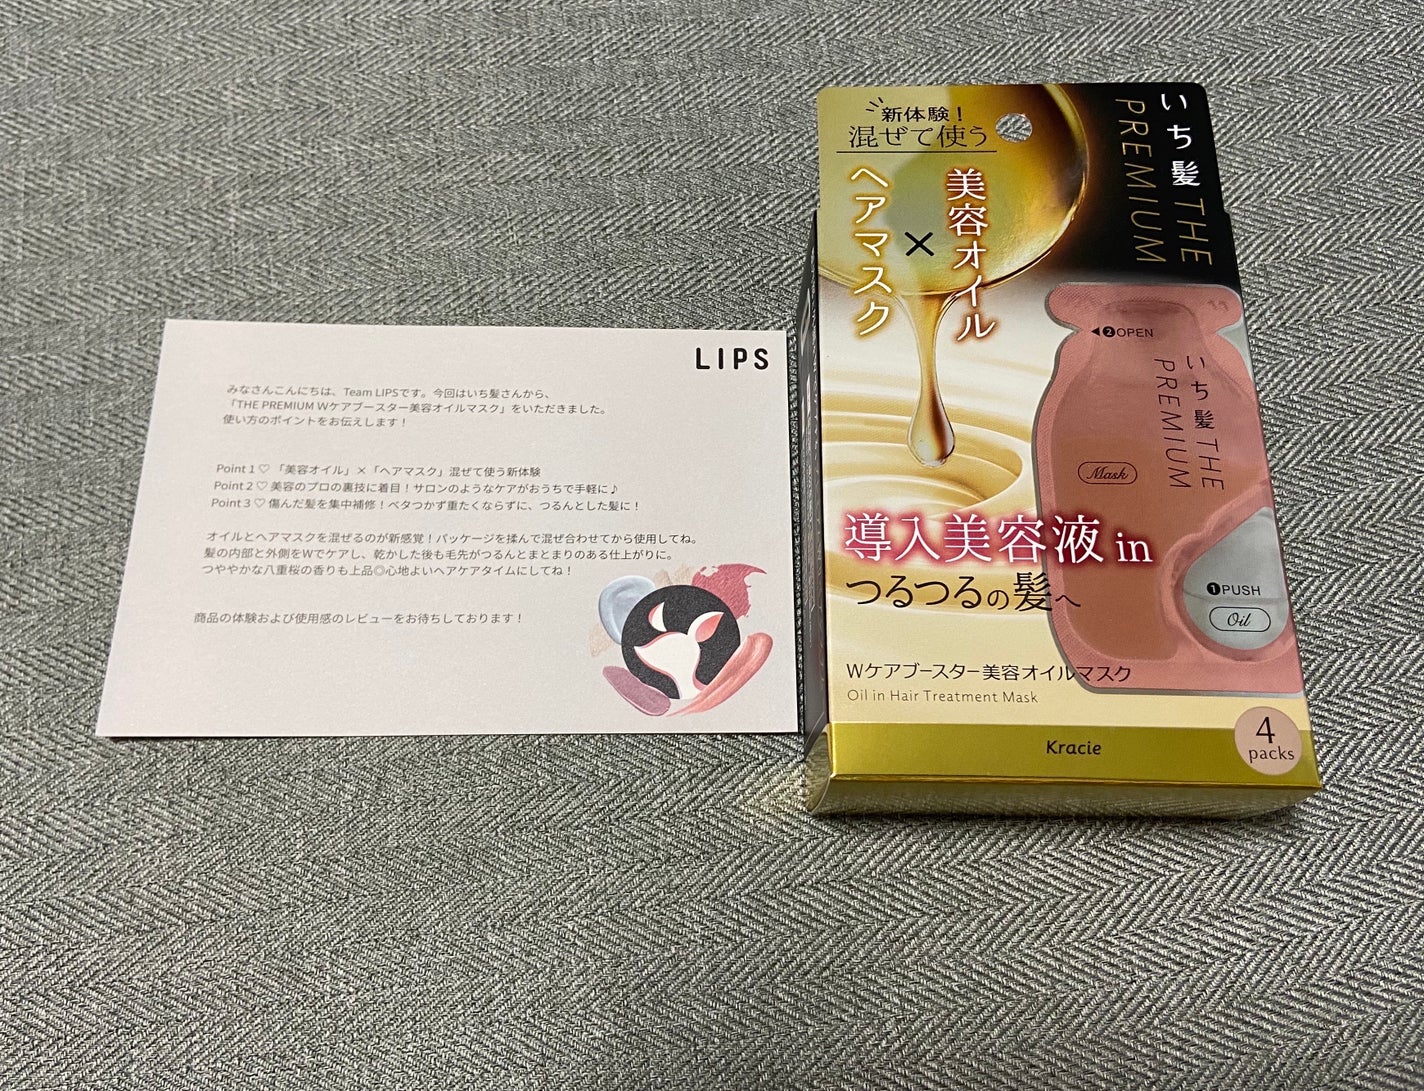 LIPS
みなさんこんにちは、Team LIPSです。今回はいち髪さんから、
「THE PREMIUM Wケアブースター美容オイルマスク」をいただきました。
使い方のポイントをお伝えします！
Point 1 ♡ 「美容オイル」×「ヘアマスク」混ぜて使う新体験
Point 2 ♡ 美容のプロの裏技に着目！サロンのようなケアがおうちで手軽に♪
Point 3 ♡ 傷んだ髪を集中補修！ベタつかず重たくならずに、つるんとした髪に！
オイルとヘアマスクを混ぜるのが新感覚！パッケージを揉んで混ぜ合わせてから使用してね。
髪の内部と外側をWでケアし、乾かした後も毛先がつるんとまとまりのある仕上がりに。
つややかな八重桜の香りも上品◎心地よいヘアケアタイムにしてね！
商品の体験および使用感のレビューをお待ちしております！
いち髪 THE
PREMIUM
新体験！
混ぜて使う
美容オイル
×
ヘアマスク
◀❷OPEN
いち髪 THE
PREMIUM
Mask
導入美容液 in
つるつるの髪へ
❶PUSH
Oil
Wケアブースター美容オイルマスク
Oil in Hair Treatment Mask
4
packs
Kracie